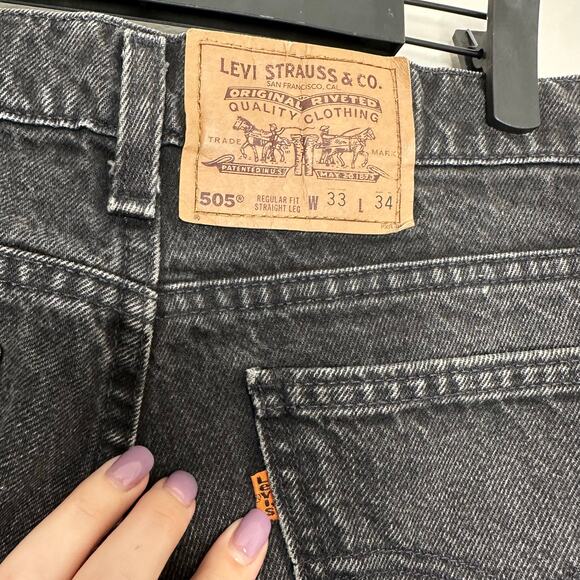 LEVI STRAUSS & CO.
SAN FRANCISCO, CAL.
ORIGINAL RIVETED
QUALITY CLOTHING
TRADE MARK
PATENTED IN U.S. MAY 20 1873
505® REGULAR FIT STRAIGHT LEG W 33 L 34
LEVI'S